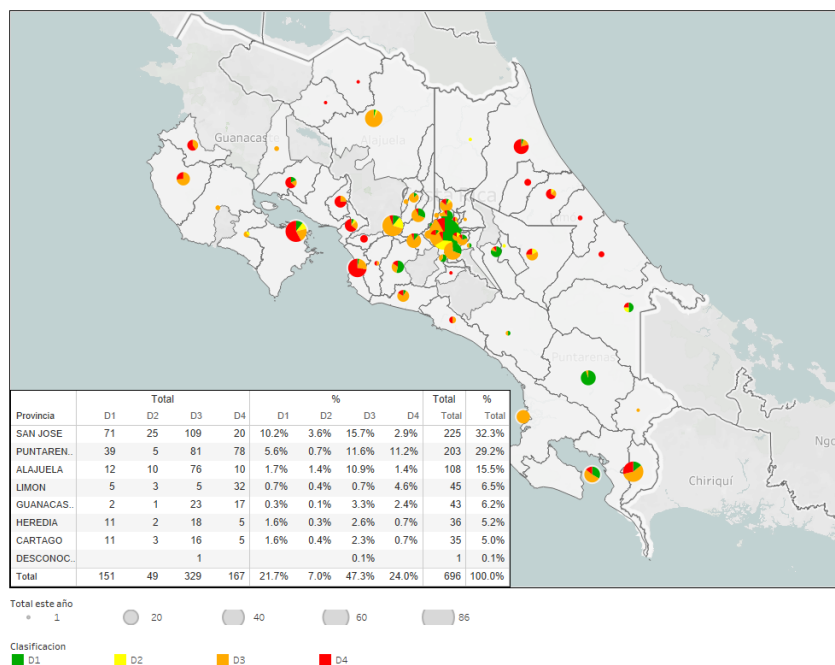 Guanacaste
Alajuela
Puntarenas
Chiriquí
Ngo
Total % Total %
Provincia D1 D2 D3 D4 D1 D2 D3 D4 Total Total
SAN JOSE 71 25 109 20 10.2% 3.6% 15.7% 2.9% 225 32.3%
PUNTAREN.. 39 5 81 78 5.6% 0.7% 11.6% 11.2% 203 29.2%
ALAJUELA 12 10 76 10 1.7% 1.4% 10.9% 1.4% 108 15.5%
LIMON 5 3 5 32 0.7% 0.4% 0.7% 4.6% 45 6.5%
GUANACAS.. 2 1 23 17 0.3% 0.1% 3.3% 2.4% 43 6.2%
HEREDIA 11 2 18 5 1.6% 0.3% 2.6% 0.7% 36 5.2%
CARTAGO 11 3 16 5 1.6% 0.4% 2.3% 0.7% 35 5.0%
DESCONOC.. 1 0.1% 1 0.1%
Total 151 49 329 167 21.7% 7.0% 47.3% 24.0% 696 100.0%
Total este año
1 20 40 60 86
Clasificacion
D1 D2 D3 D4